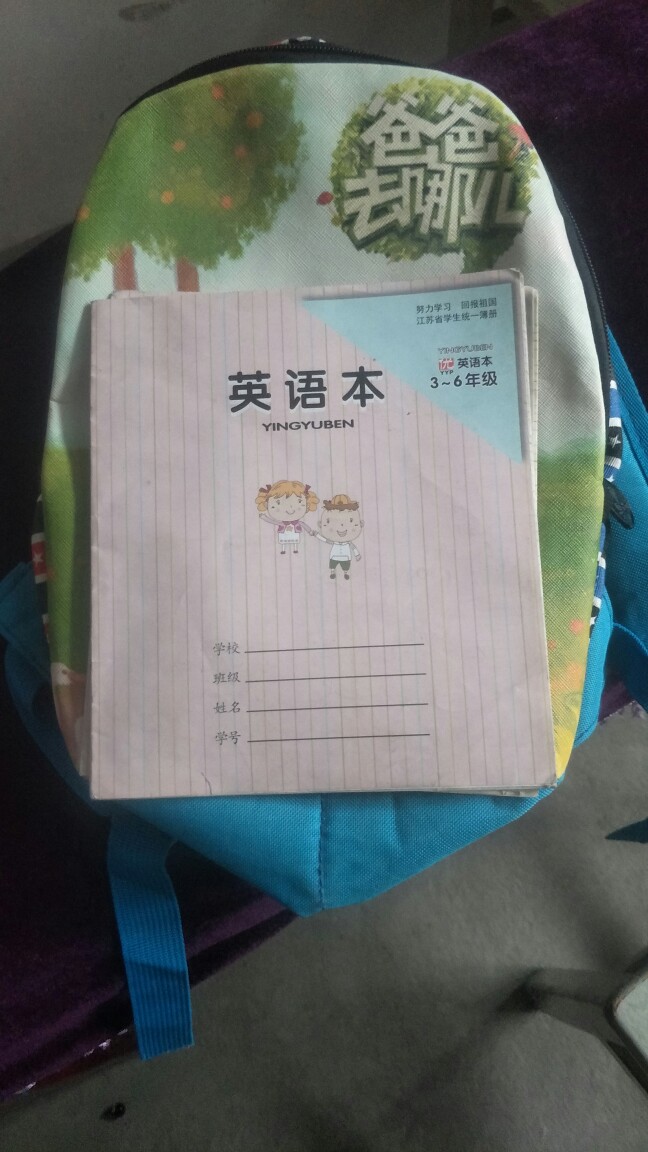 爸爸
去哪儿
努力学习 回报祖国
江苏省学生统一簿册
YINGYUBEN
优 英语本
YYP
3~6年级
英语本
YINGYUBEN
学校
班级
姓名
学号